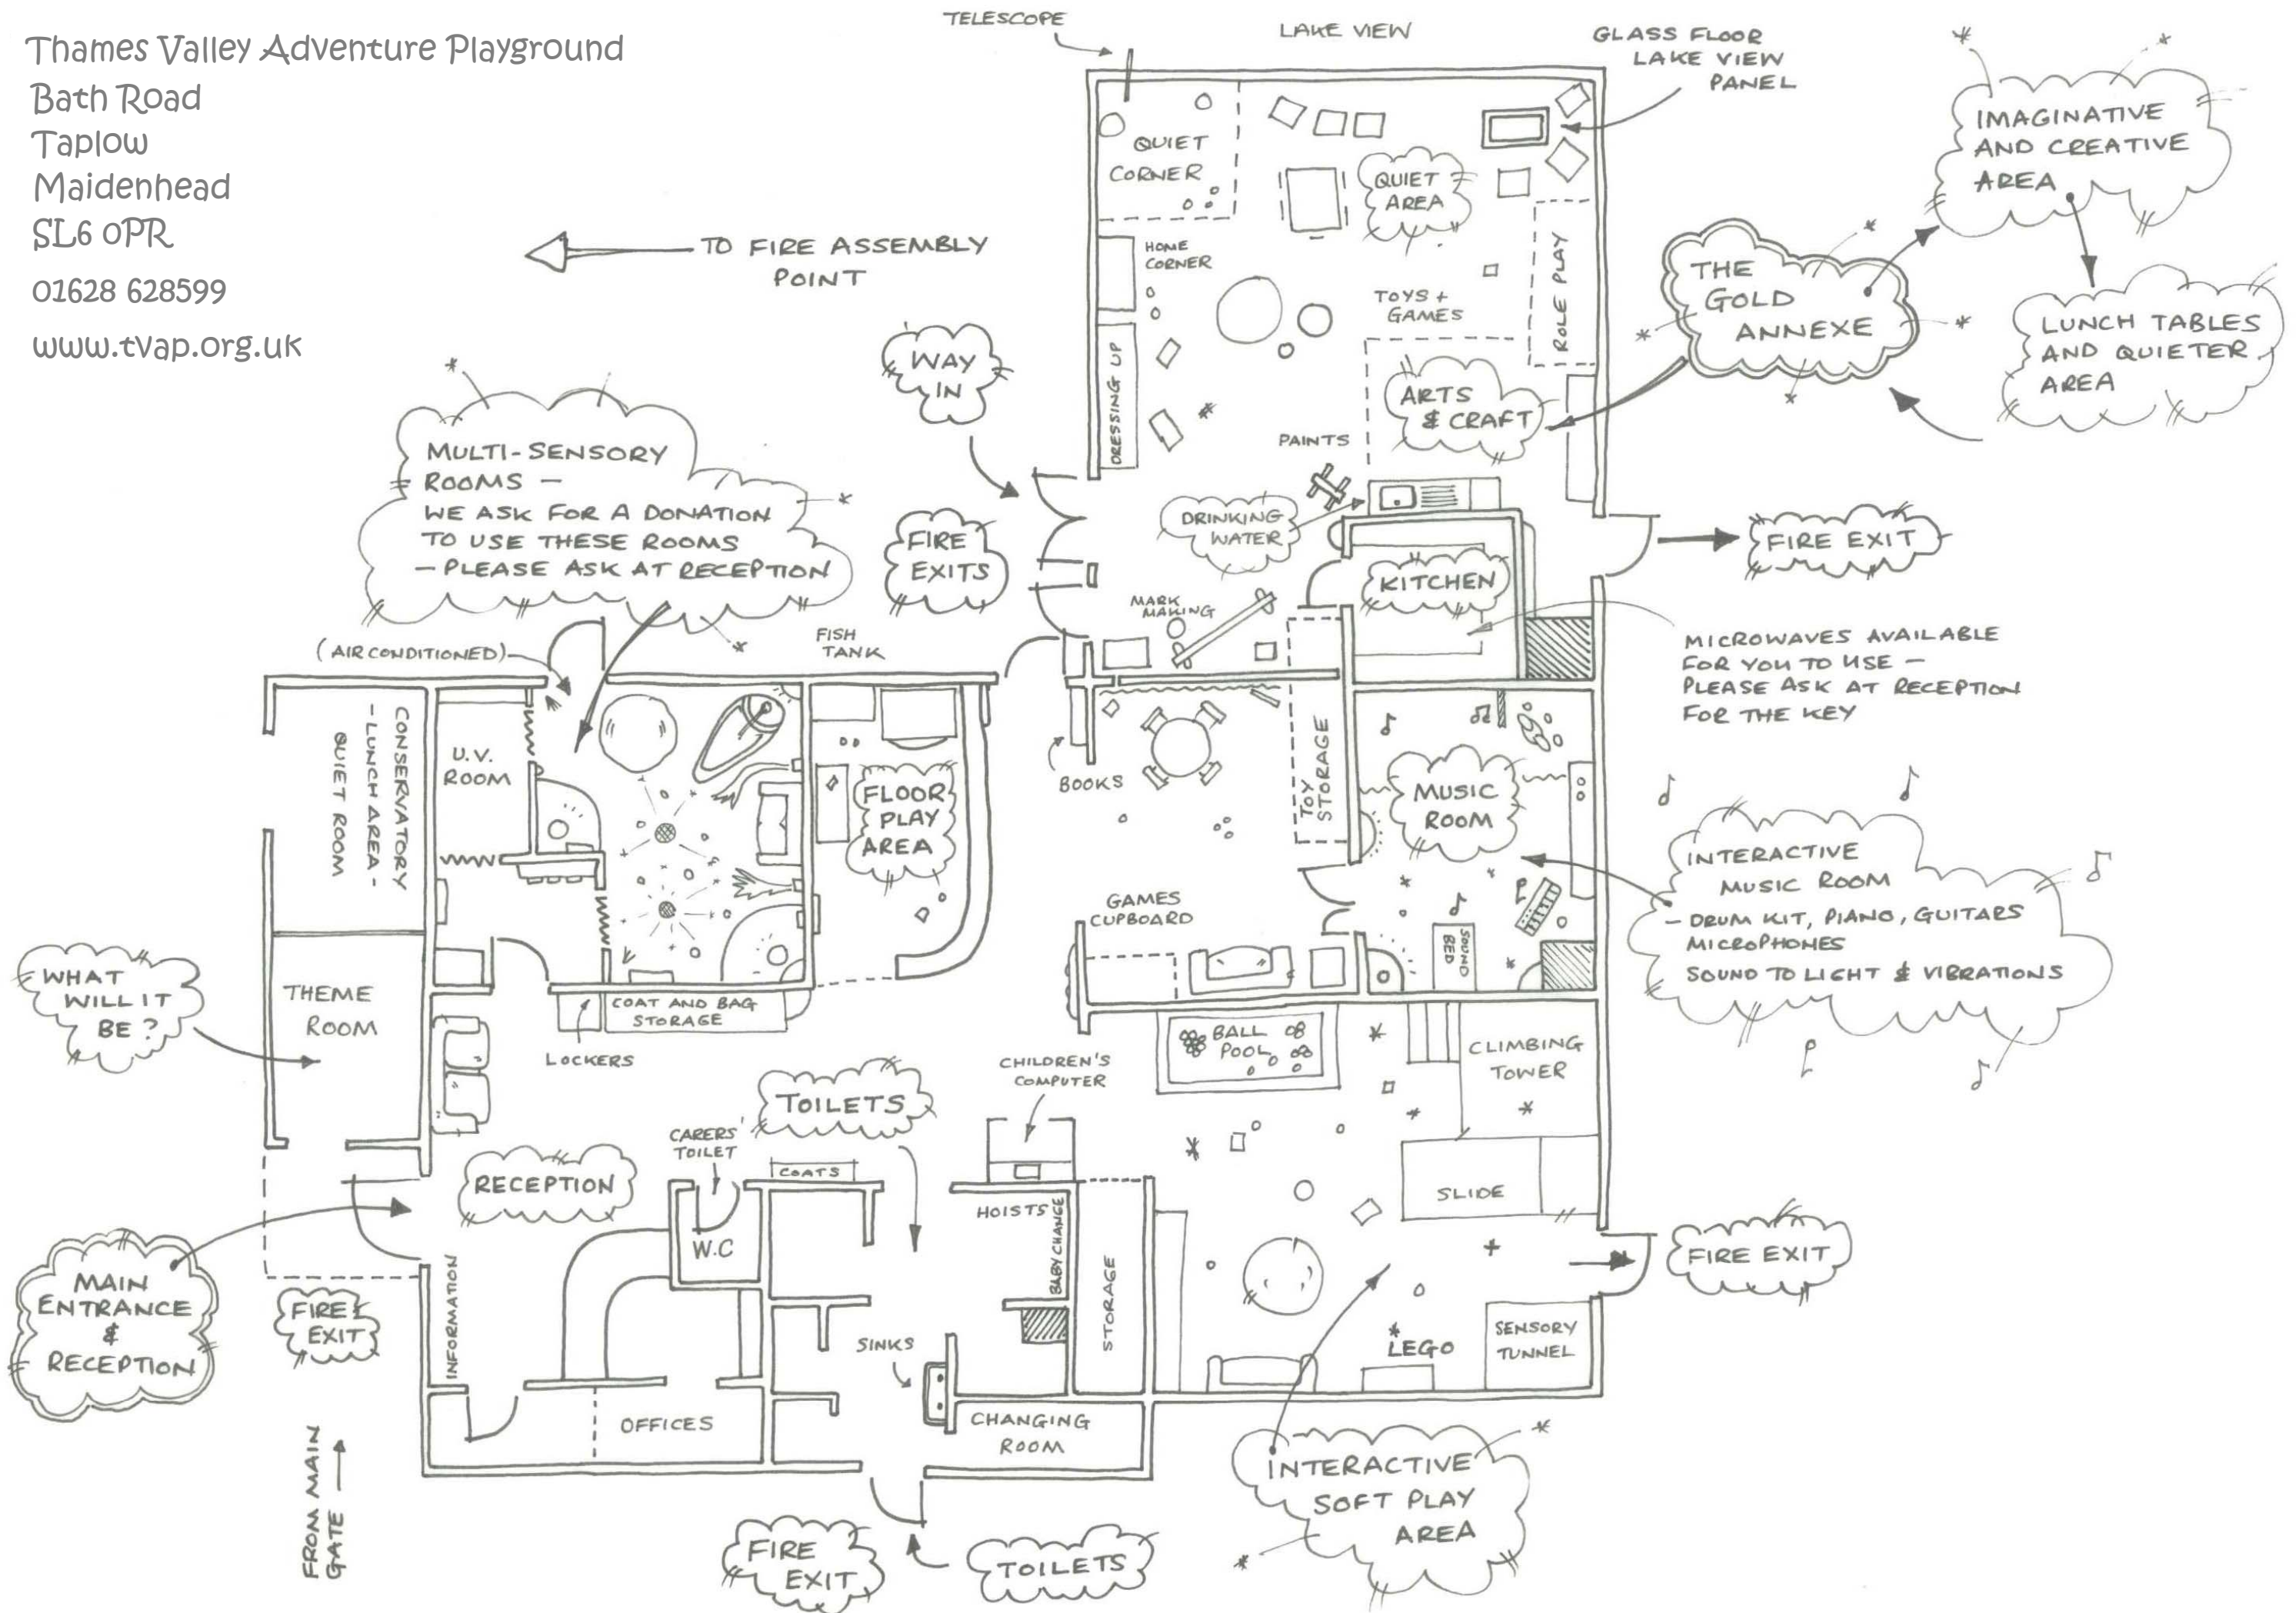 Thames Valley Adventure Playground
Bath Road
Taplow
Maidenhead
SL6 0PR
01628 628599
www.tvap.org.uk
TELESCOPE
LAKE VIEW
GLASS FLOOR
LAKE VIEW
PANEL
IMAGINATIVE
AND CREATIVE
AREA
QUIET
CORNER
QUIET
AREA
TO FIRE ASSEMBLY
POINT
HOME
CORNER
TOYS +
GAMES
ROLE PLAY
THE
GOLD
ANNEXE
LUNCH TABLES
AND QUIETER
AREA
WAY
IN
DRESSING UP
ARTS
& CRAFT
PAINTS
MULTI-SENSORY
ROOMS –
WE ASK FOR A DONATION
TO USE THESE ROOMS
– PLEASE ASK AT RECEPTION
FIRE
EXITS
DRINKING
WATER
KITCHEN
FIRE EXIT
MARK
MAKING
(AIRCONDITIONED)
FISH
TANK
MICROWAVES AVAILABLE
FOR YOU TO USE –
PLEASE ASK AT RECEPTION
FOR THE KEY
CONSERVATORY
- LUNCH AREA -
QUIET ROOM
U.V.
ROOM
FLOOR
PLAY
AREA
BOOKS
TOY
STORAGE
MUSIC
ROOM
INTERACTIVE
MUSIC ROOM
– DRUM KIT, PIANO, GUITARS
MICROPHONES
SOUND TO LIGHT & VIBRATIONS
GAMES
CUPBOARD
SOUND
BED
WHAT
WILL IT
BE?
THEME
ROOM
COAT AND BAG
STORAGE
LOCKERS
BALL
POOL
CLIMBING
TOWER
CHILDREN'S
COMPUTER
TOILETS
CARERS'
TOILET
COATS
RECEPTION
W.C
HOISTS
BABY CHANGE
STORAGE
SLIDE
FIRE EXIT
MAIN
ENTRANCE
&
RECEPTION
FIRE
EXIT
INFORMATION
SINKS
LEGO
SENSORY
TUNNEL
OFFICES
CHANGING
ROOM
FROM MAIN
GATE
INTERACTIVE
SOFT PLAY
AREA
FIRE
EXIT
TOILETS